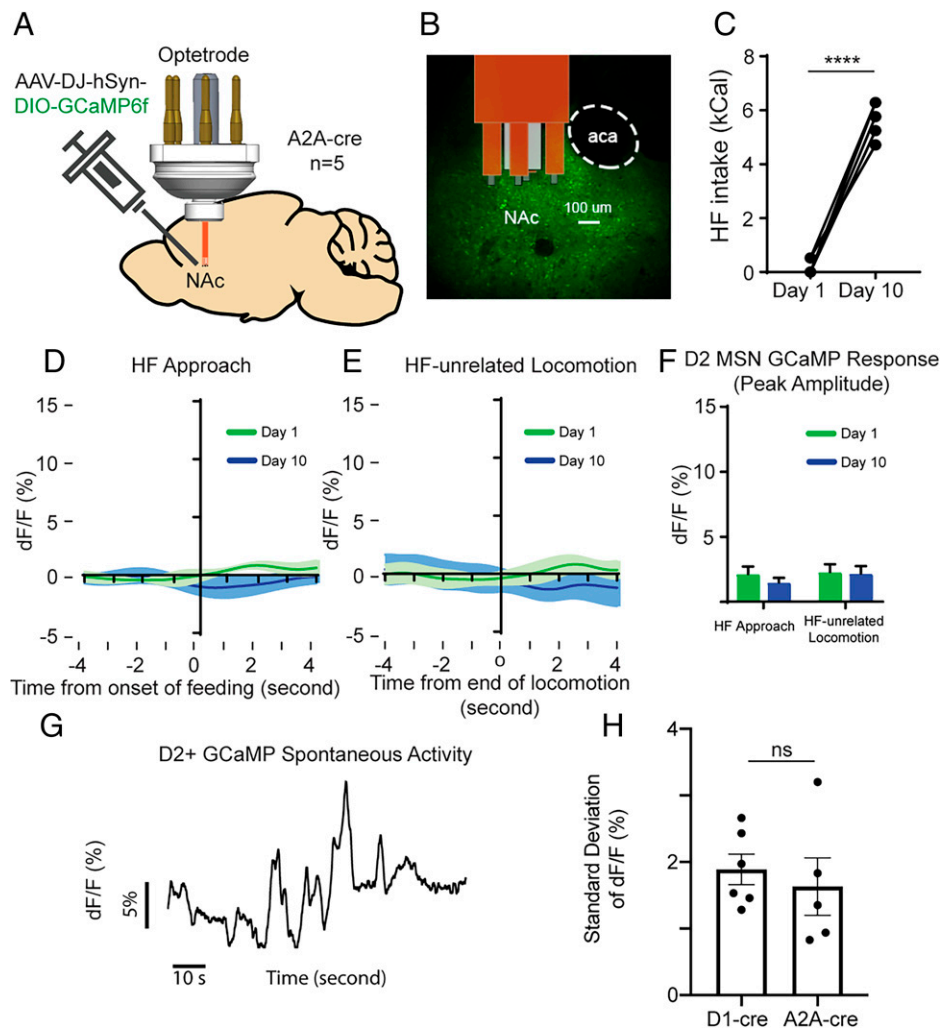 A
Optetrode
AAV-DJ-hSyn-
DIO-GCaMP6f
A2A-cre
n=5
NAc
B
aca
NAc
100 um
C
****
HF intake (kCal)
8
6
4
2
0
Day 1 Day 10
D
HF Approach
15
10
5
0
-5
dF/F (%)
Day 1
Day 10
-4 -2 0 2 4
Time from onset of feeding (second)
E
HF-unrelated Locomotion
15
10
5
0
-5
dF/F (%)
Day 1
Day 10
-4 -2 0 2 4
Time from end of locomotion
(second)
F
D2 MSN GCaMP Response
(Peak Amplitude)
15
10
5
dF/F (%)
Day 1
Day 10
HF Approach
HF-unrelated
Locomotion
G
D2+ GCaMP Spontaneous Activity
dF/F (%)
5%
10 s
Time (second)
H
ns
Standard Deviation
of dF/F (%)
4
2
0
D1-cre A2A-cre